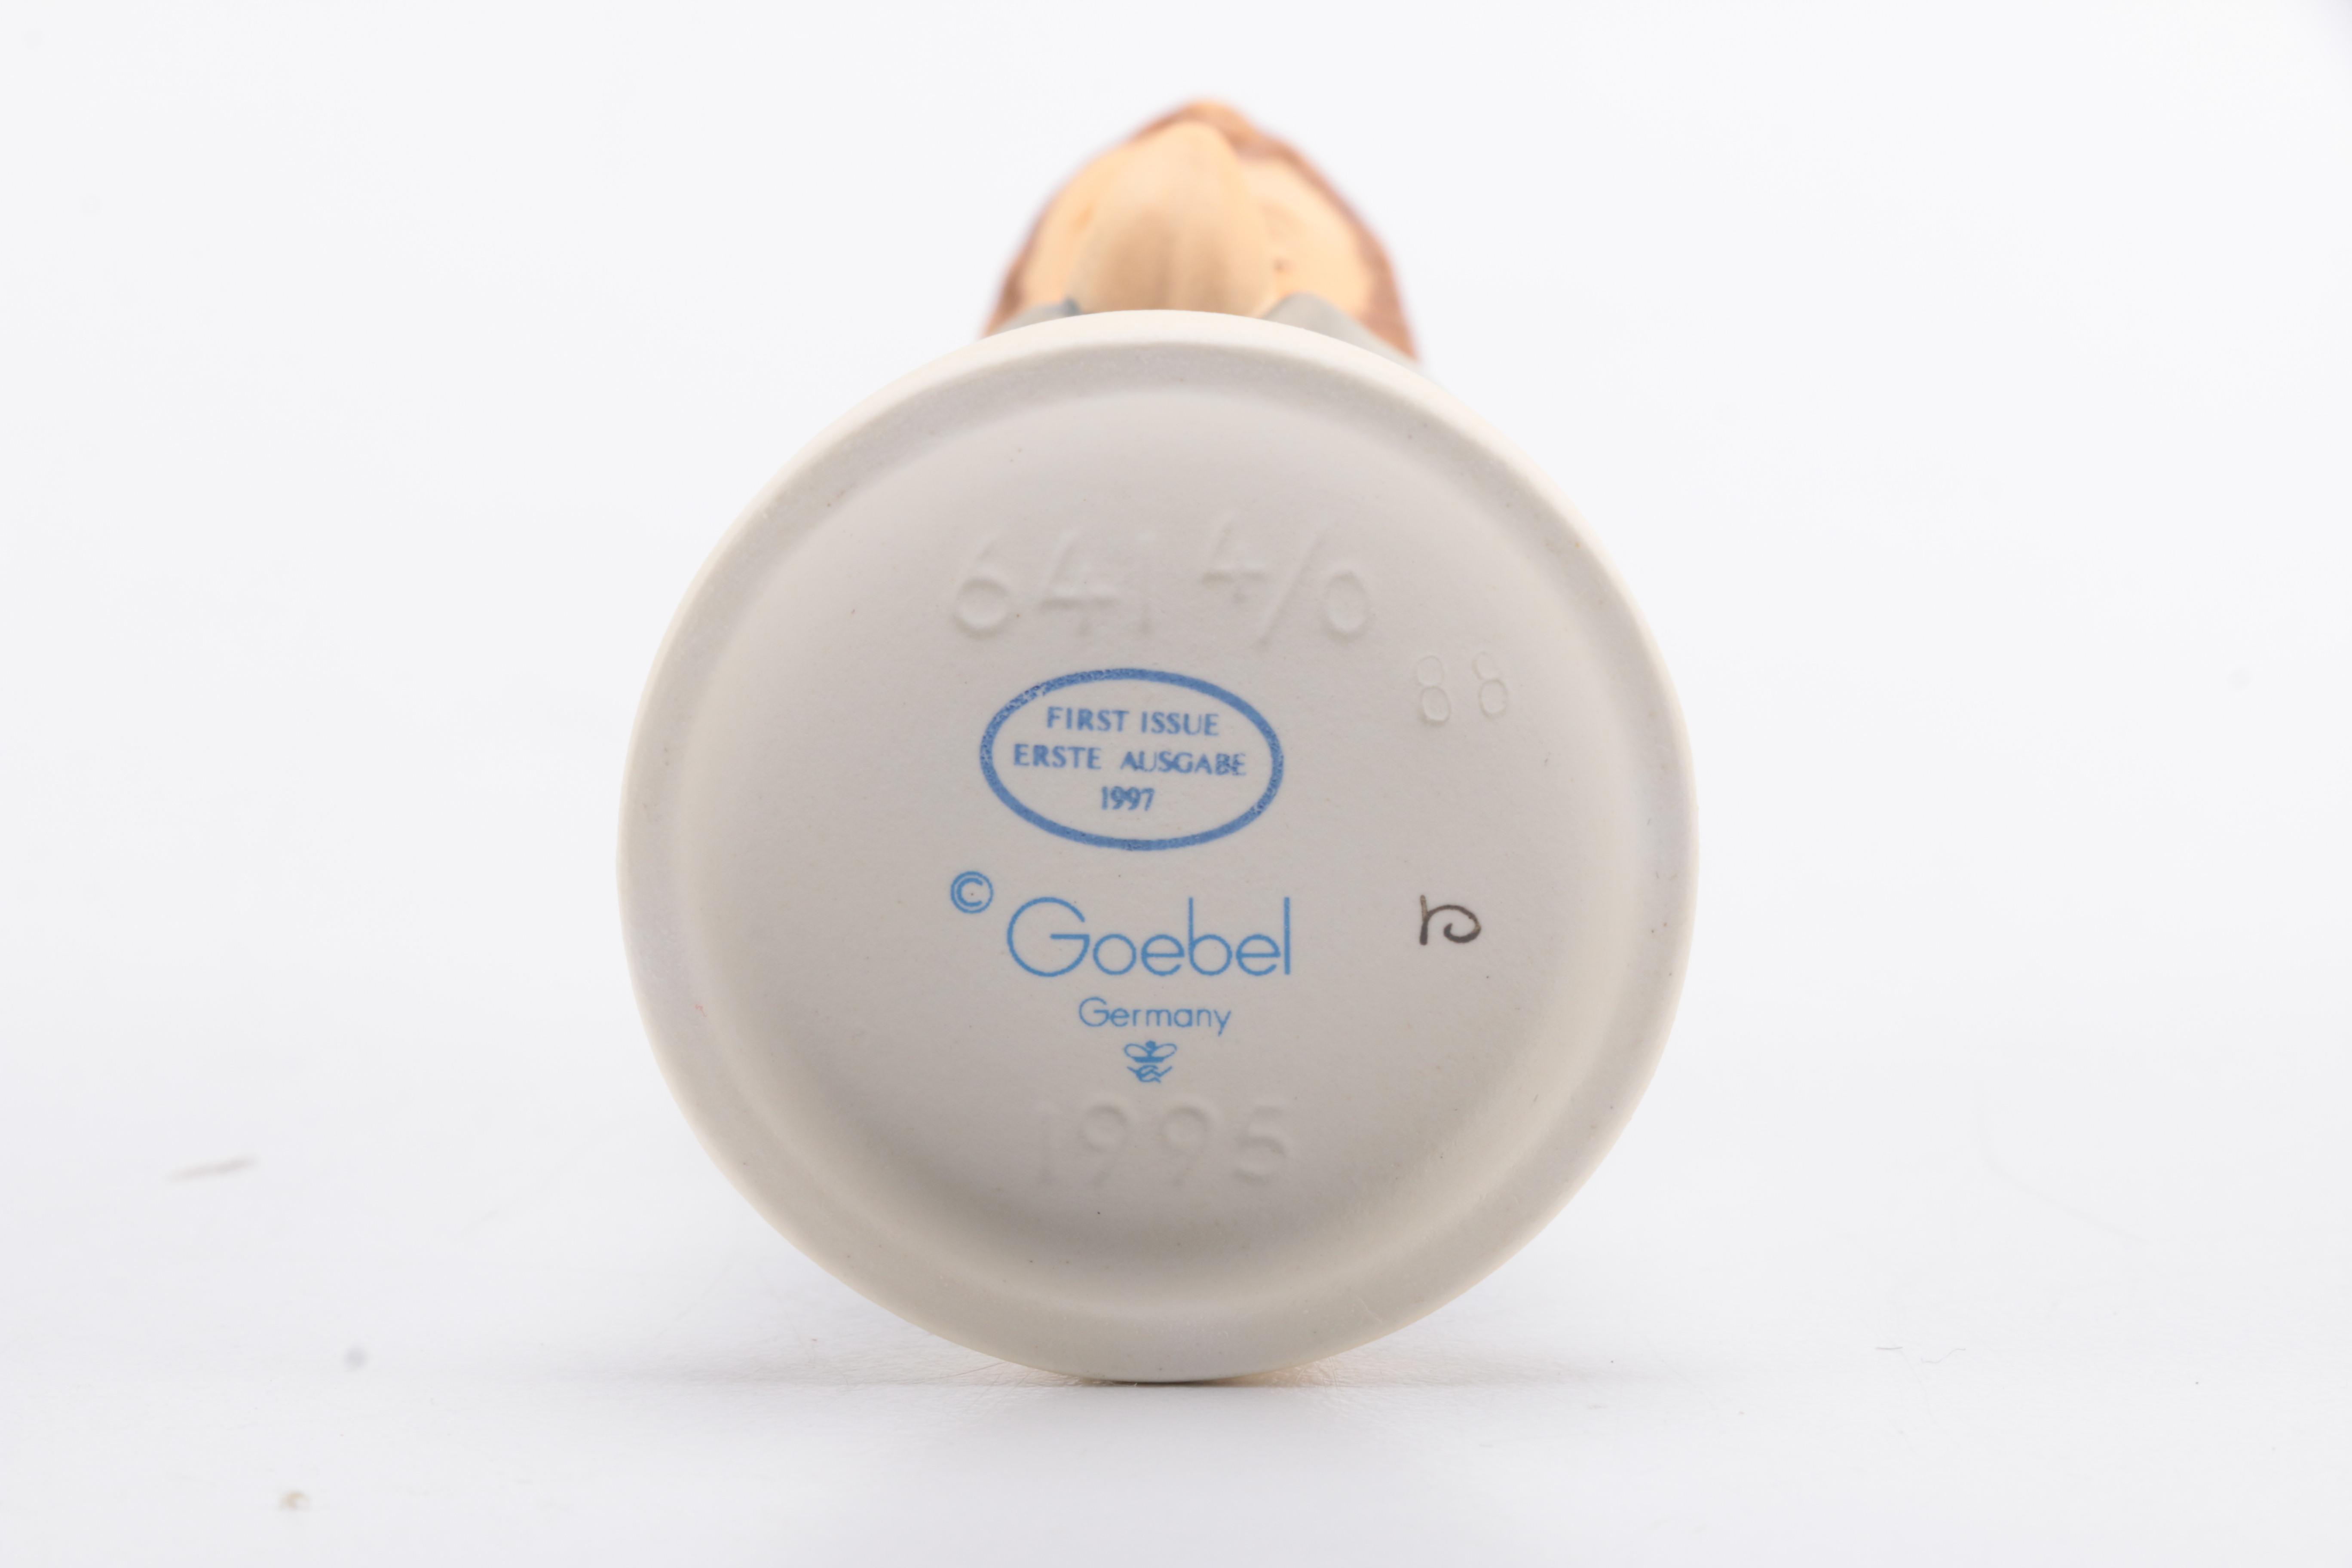 641 4/0
88
FIRST ISSUE
ERSTE AUSGABE
1997
© Goebel
Germany
1995